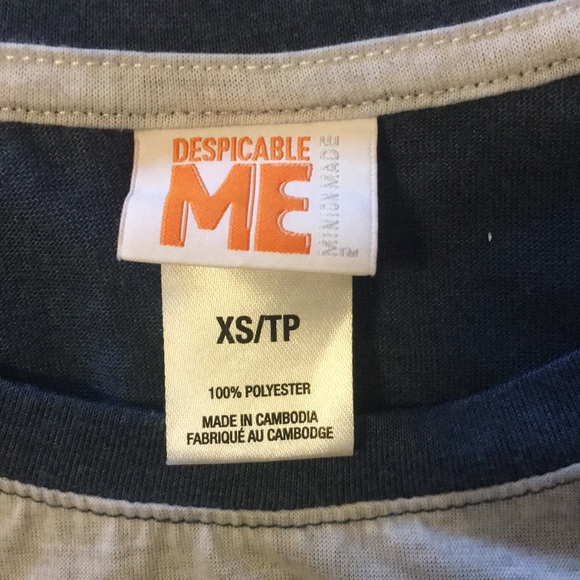 DESPICABLE
ME
MINION MADE
XS/TP
100% POLYESTER
MADE IN CAMBODIA
FABRIQUÉ AU CAMBODGE